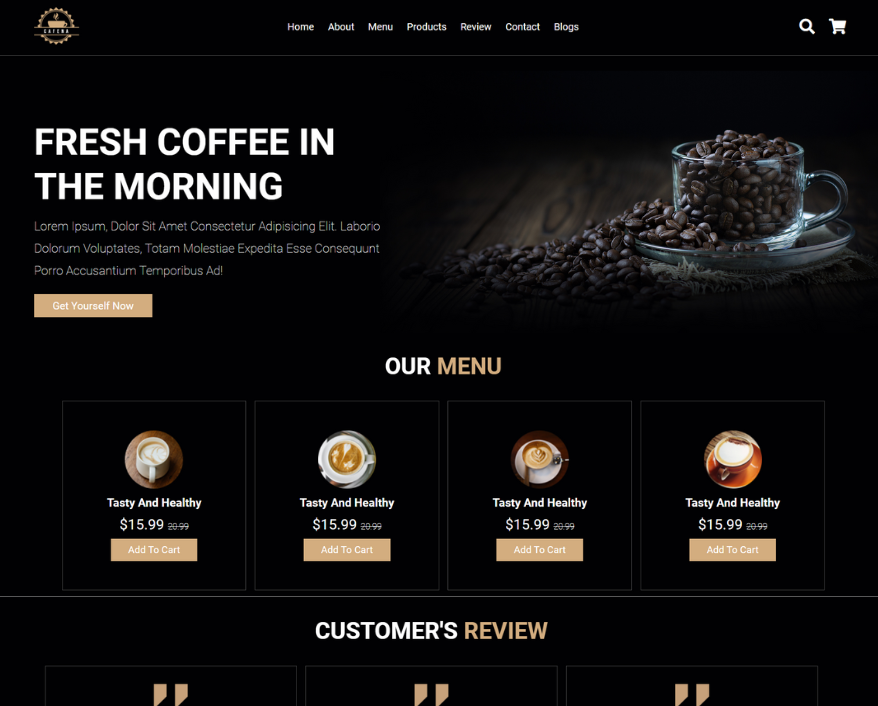 CAFENA
Home About Menu Products Review Contact Blogs
FRESH COFFEE IN
THE MORNING
Lorem Ipsum, Dolor Sit Amet Consectetur Adipisicing Elit. Laborio
Dolorum Voluptates, Totam Molestiae Expedita Esse Consequunt
Porro Accusantium Temporibus Ad!
Get Yourself Now
OUR MENU
Tasty And Healthy Tasty And Healthy Tasty And Healthy Tasty And Healthy
$15.99 20.99 $15.99 20.99 $15.99 20.99 $15.99 20.99
Add To Cart Add To Cart Add To Cart Add To Cart
CUSTOMER'S REVIEW